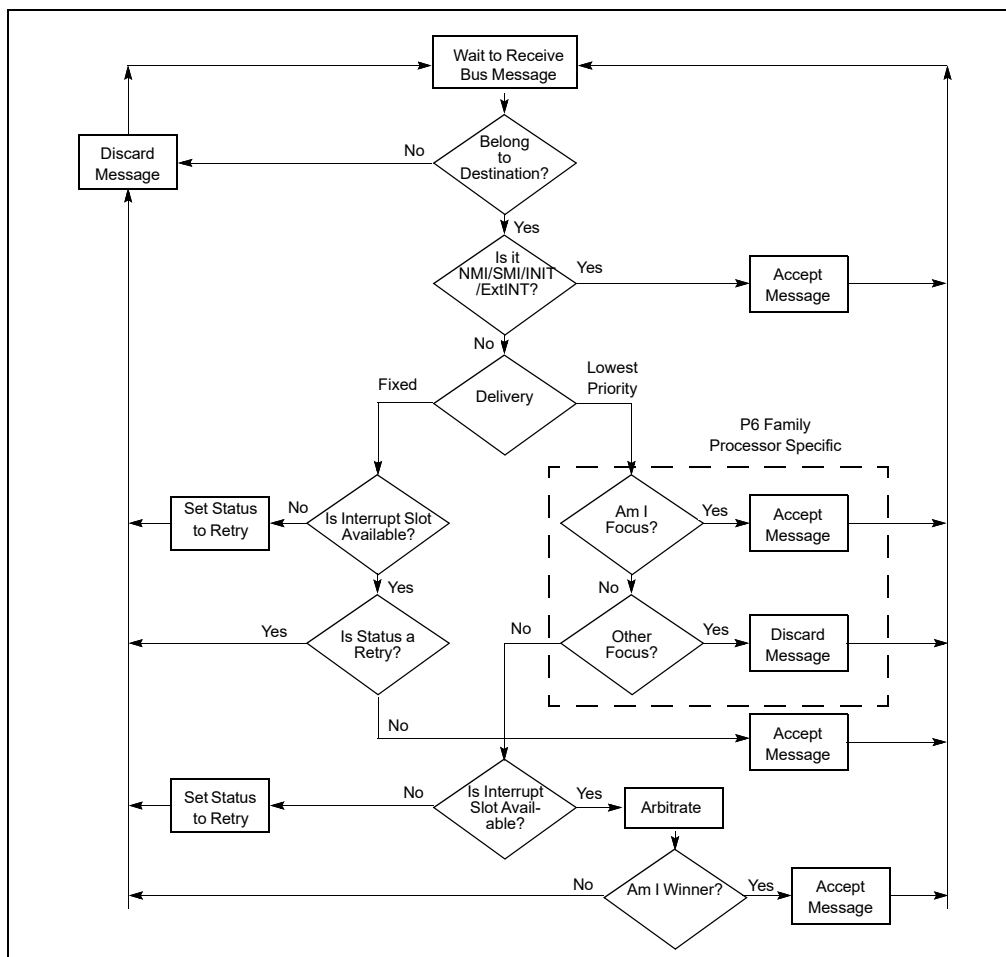 Wait to Receive
Bus Message
Belong
to
Destination?
No
Discard
Message
Yes
Is it
NMI/SMI/INIT
/ExtINT?
Yes
Accept
Message
No
Delivery
Fixed
Lowest
Priority
P6 Family
Processor Specific
Set Status
to Retry
No
Is Interrupt Slot
Available?
Am I
Focus?
Yes
Accept
Message
Yes
No
Yes
Is Status a
Retry?
No
Other
Focus?
Yes
Discard
Message
No
Accept
Message
Set Status
to Retry
No
Is Interrupt
Slot Avail-
able?
Yes
Arbitrate
No
Am I Winner?
Yes
Accept
Message